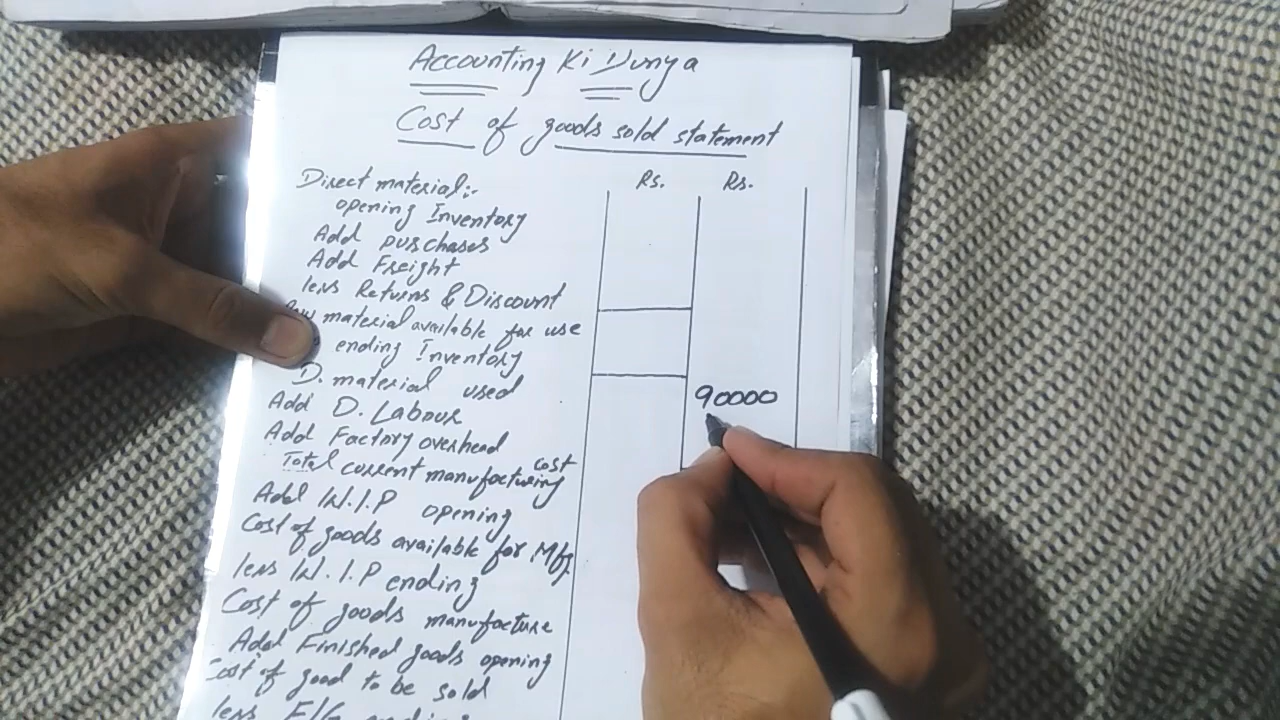 Accounting Ki Dunya
Cost of goods sold statement
Rs. Rs.
Direct material:-
opening Inventory
Add purchases
Add Freight
less Returns & Discount
material available for use
ending Inventory
D. material used
90000
Add D. Labour
Add Factory overhead
Total current manufacturing cost
Add W.I.P opening
Cost of goods available for Mfg.
less W.I.P ending
Cost of goods manufacture
Add Finished goods opening
Cost of good to be sold
less